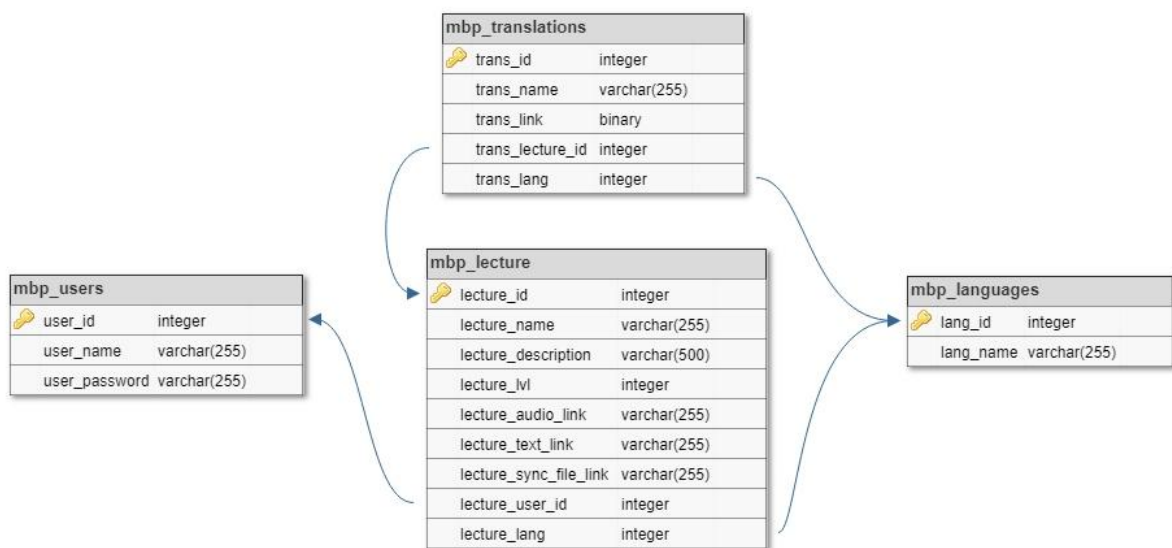 mbp_translations
trans_id integer
trans_name varchar(255)
trans_link binary
trans_lecture_id integer
trans_lang integer
mbp_users
user_id integer
user_name varchar(255)
user_password varchar(255)
mbp_lecture
lecture_id integer
lecture_name varchar(255)
lecture_description varchar(500)
lecture_lvl integer
lecture_audio_link varchar(255)
lecture_text_link varchar(255)
lecture_sync_file_link varchar(255)
lecture_user_id integer
lecture_lang integer
mbp_languages
lang_id integer
lang_name varchar(255)